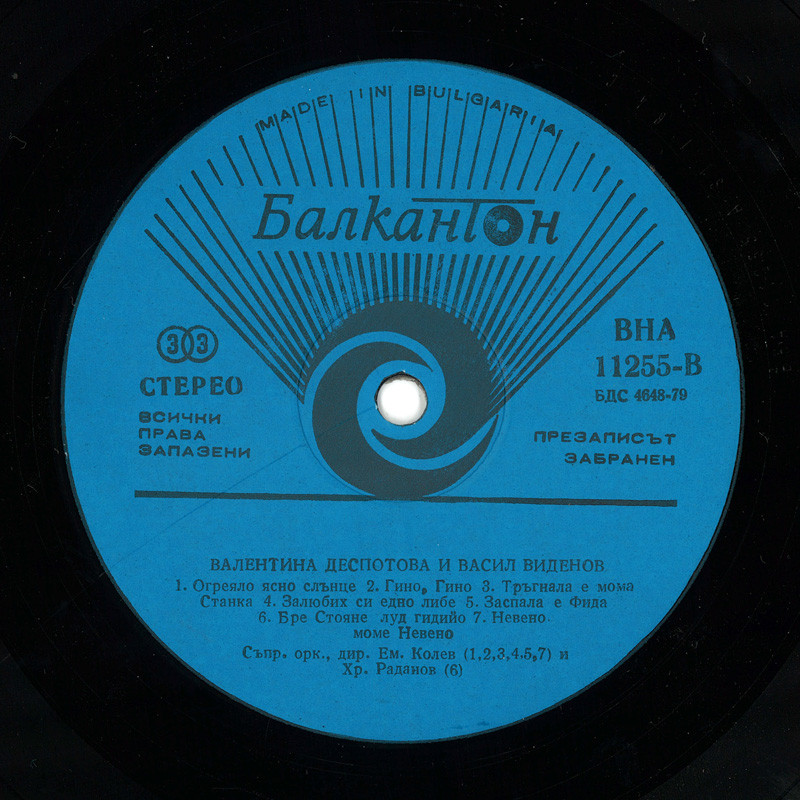 MADE IN BULGARIA
Балкантон
33
СТЕРЕО
ВСИЧКИ
ПРАВА
ЗАПАЗЕНИ
ВНА
11255-В
БДС 4648-79
ПРЕЗАПИСЪТ
ЗАБРАНЕН
ВАЛЕНТИНА ДЕСПОТОВА И ВАСИЛ ВИДЕНОВ
1. Огреяло ясно слънце 2. Гино, Гино 3. Тръгнала е мома
Станка 4. Залюбих си едно либе 5. Заспала е Фида
6. Бре Стояне луд гидийо 7. Невено
моме Невено
Съпр. орк., дир. Ем. Колев (1,2,3,4,5,7) и
Хр. Раданов (6)